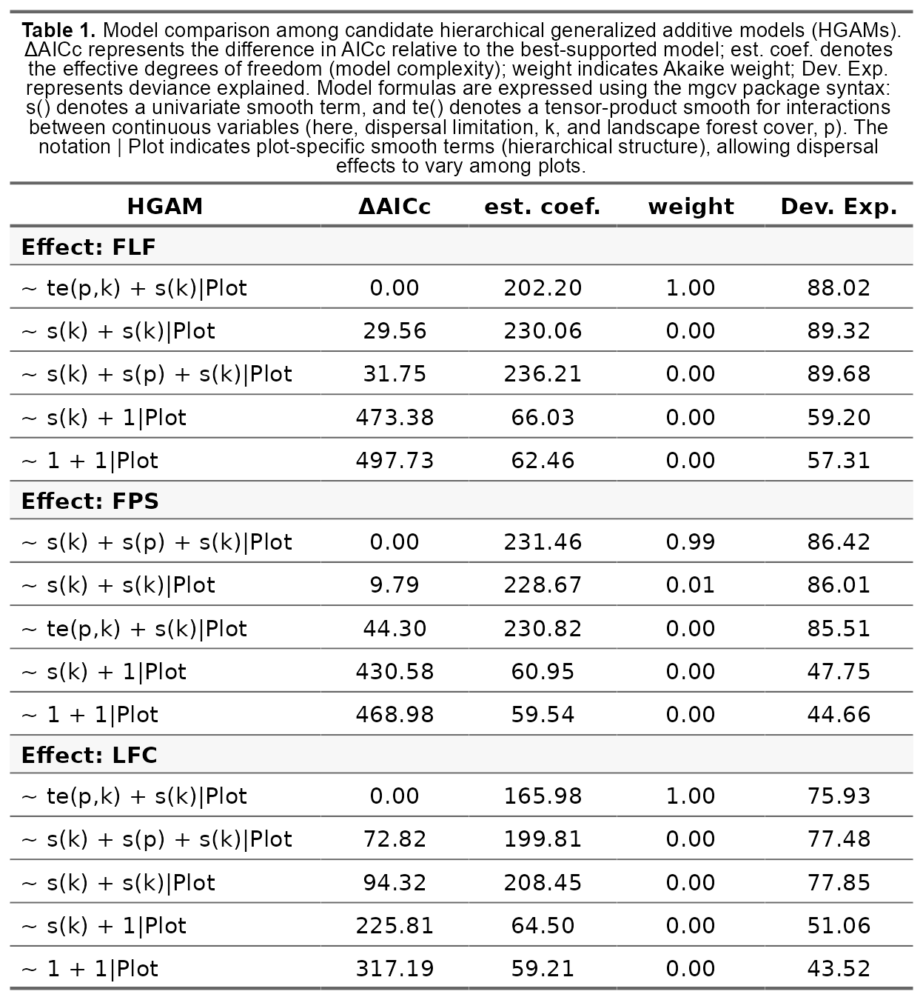 Table 1. Model comparison among candidate hierarchical generalized additive models (HGAMs).
ΔAICc represents the difference in AICc relative to the best-supported model; est. coef. denotes
the effective degrees of freedom (model complexity); weight indicates Akaike weight; Dev. Exp.
represents deviance explained. Model formulas are expressed using the mgcv package syntax:
s() denotes a univariate smooth term, and te() denotes a tensor-product smooth for interactions
between continuous variables (here, dispersal limitation, k, and landscape forest cover, p). The
notation | Plot indicates plot-specific smooth terms (hierarchical structure), allowing dispersal
effects to vary among plots.
HGAM ΔAICc est. coef. weight Dev. Exp.
Effect: FLF
~ te(p,k) + s(k)|Plot 0.00 202.20 1.00 88.02
~ s(k) + s(k)|Plot 29.56 230.06 0.00 89.32
~ s(k) + s(p) + s(k)|Plot 31.75 236.21 0.00 89.68
~ s(k) + 1|Plot 473.38 66.03 0.00 59.20
~ 1 + 1|Plot 497.73 62.46 0.00 57.31
Effect: FPS
~ s(k) + s(p) + s(k)|Plot 0.00 231.46 0.99 86.42
~ s(k) + s(k)|Plot 9.79 228.67 0.01 86.01
~ te(p,k) + s(k)|Plot 44.30 230.82 0.00 85.51
~ s(k) + 1|Plot 430.58 60.95 0.00 47.75
~ 1 + 1|Plot 468.98 59.54 0.00 44.66
Effect: LFC
~ te(p,k) + s(k)|Plot 0.00 165.98 1.00 75.93
~ s(k) + s(p) + s(k)|Plot 72.82 199.81 0.00 77.48
~ s(k) + s(k)|Plot 94.32 208.45 0.00 77.85
~ s(k) + 1|Plot 225.81 64.50 0.00 51.06
~ 1 + 1|Plot 317.19 59.21 0.00 43.52